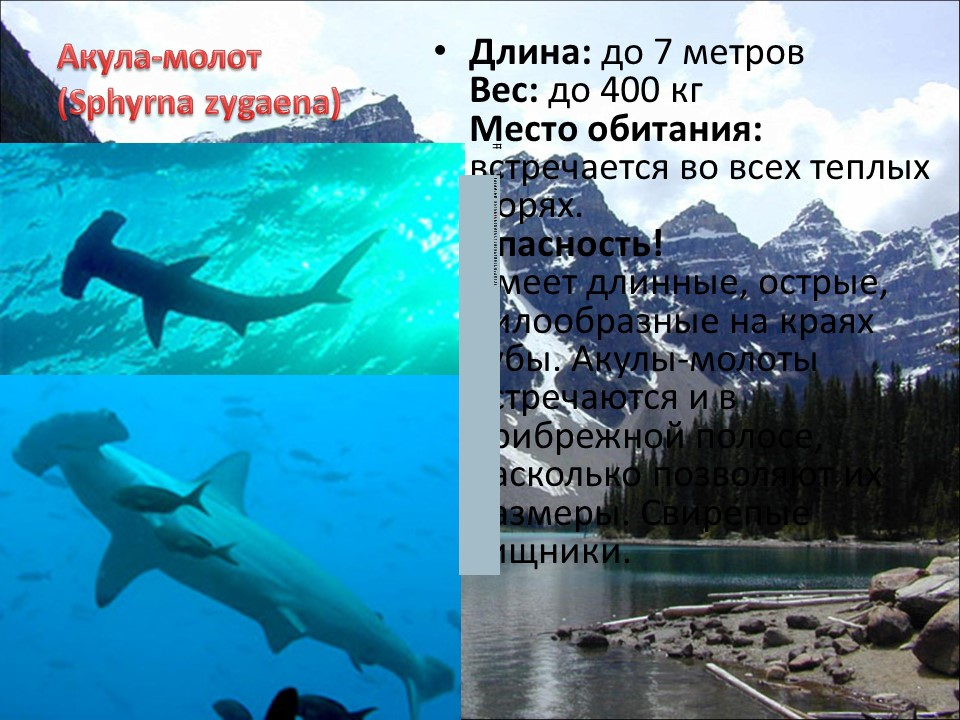 Акула-молот
(Sphyrna zygaena)
• Длина: до 7 метров
Вес: до 400 кг
Место обитания:
встречается во всех теплых
орях.
пасность!
меет длинные, острые,
илообразные на краях
убы. Акулы-молоты
стречаются и в
рибрежной полосе,
асколько позволяют их
азмеры. Свирепые
ищники.